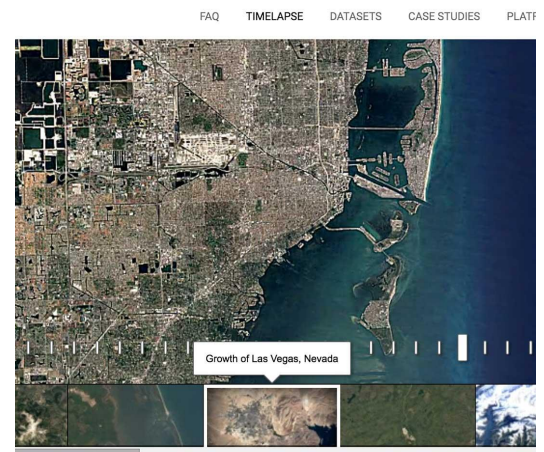 FAQ TIMELAPSE DATASETS CASE STUDIES
Growth of Las Vegas, Nevada